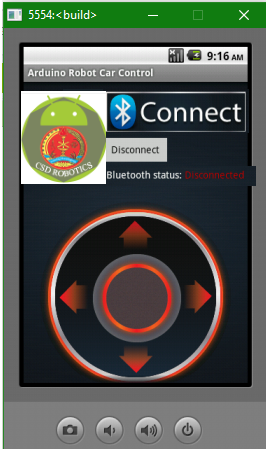 5554:<build>
9:16 AM
Arduino Robot Car Control
Connect
CSD ROBOTICS
Disconnect
Bluetooth status: Disconnected